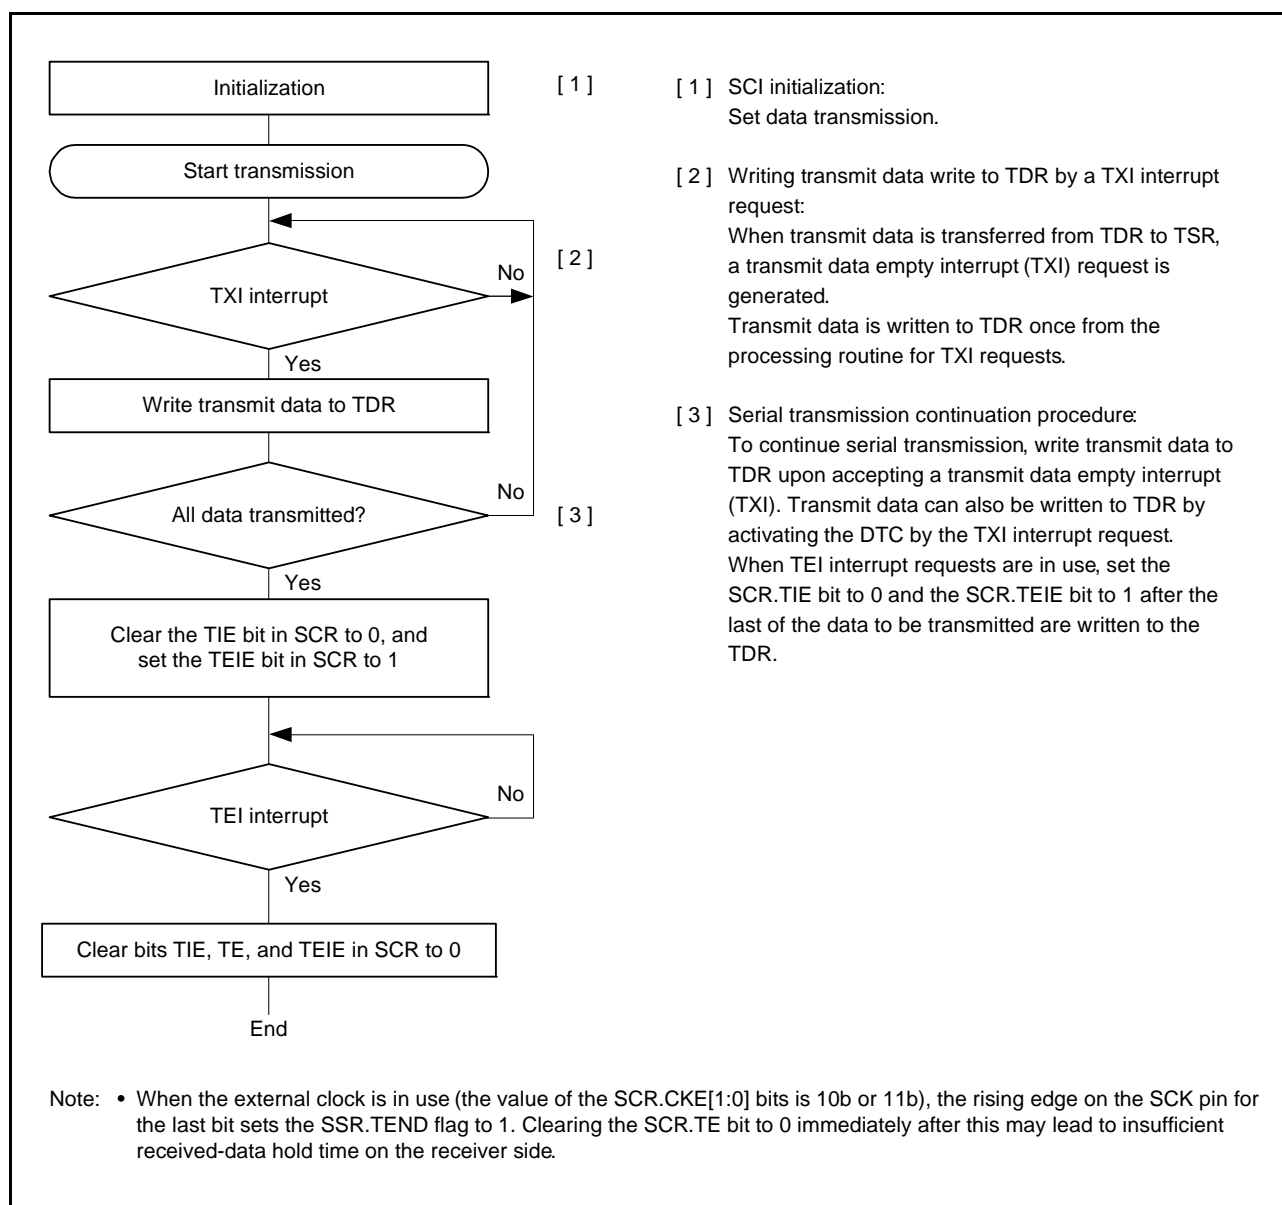 Initialization
[ 1 ]
Start transmission
[ 2 ]
No
TXI interrupt
Yes
Write transmit data to TDR
No
All data transmitted?
[ 3 ]
Yes
Clear the TIE bit in SCR to 0, and
set the TEIE bit in SCR to 1
No
TEI interrupt
Yes
Clear bits TIE, TE, and TEIE in SCR to 0
End
[ 1 ] SCI initialization:
Set data transmission.
[ 2 ] Writing transmit data write to TDR by a TXI interrupt
request:
When transmit data is transferred from TDR to TSR,
a transmit data empty interrupt (TXI) request is
generated.
Transmit data is written to TDR once from the
processing routine for TXI requests.
[ 3 ] Serial transmission continuation procedure:
To continue serial transmission, write transmit data to
TDR upon accepting a transmit data empty interrupt
(TXI). Transmit data can also be written to TDR by
activating the DTC by the TXI interrupt request.
When TEI interrupt requests are in use, set the
SCR.TIE bit to 0 and the SCR.TEIE bit to 1 after the
last of the data to be transmitted are written to the
TDR.
Note: • When the external clock is in use (the value of the SCR.CKE[1:0] bits is 10b or 11b), the rising edge on the SCK pin for
the last bit sets the SSR.TEND flag to 1. Clearing the SCR.TE bit to 0 immediately after this may lead to insufficient
received-data hold time on the receiver side.